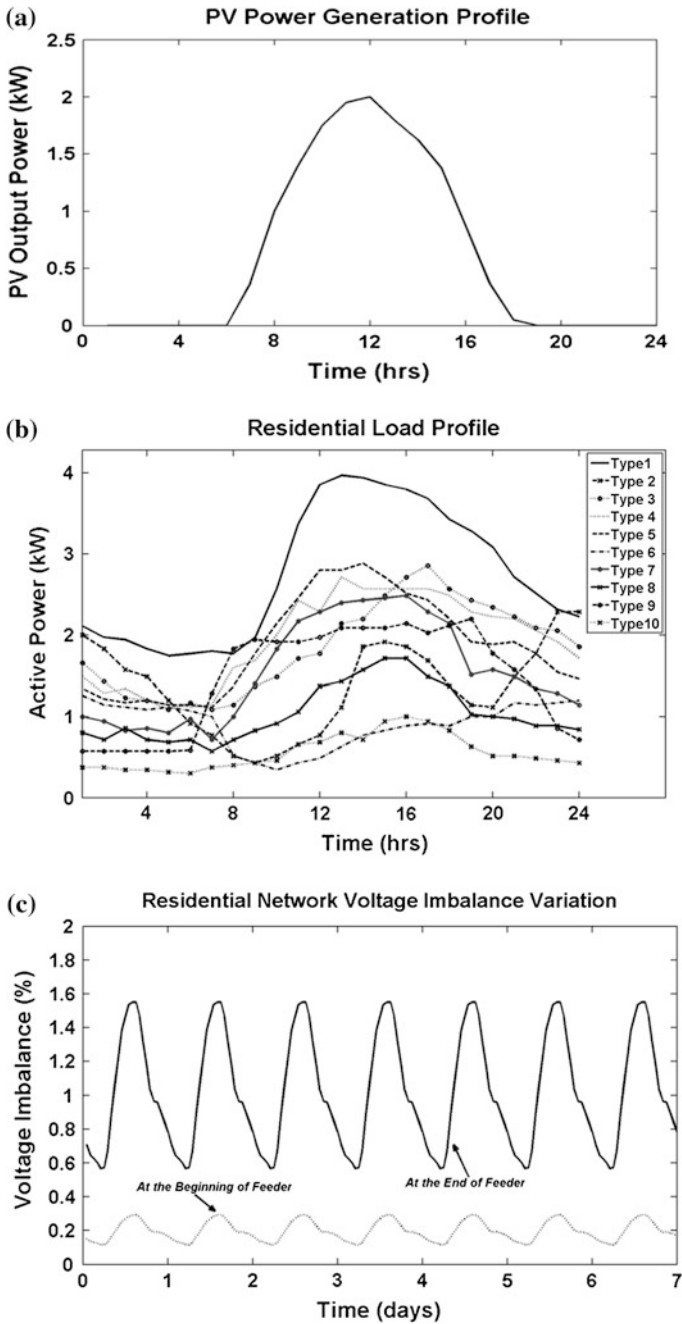 (a)
PV Power Generation Profile
PV Output Power (kW)
2.5
2
1.5
1
0.5
0
0 4 8 12 16 20 24
Time (hrs)
(b)
Residential Load Profile
Active Power (kW)
4
3
2
1
0
Type1
Type 2
Type 3
Type 4
Type 5
Type 6
Type 7
Type 8
Type 9
Type10
4 8 12 16 20 24
Time (hrs)
(c)
Residential Network Voltage Imbalance Variation
Voltage Imbalance (%)
2
1.8
1.6
1.4
1.2
1
0.8
0.6
0.4
0.2
0
At the Beginning of Feeder
At the End of Feeder
0 1 2 3 4 5 6 7
Time (days)